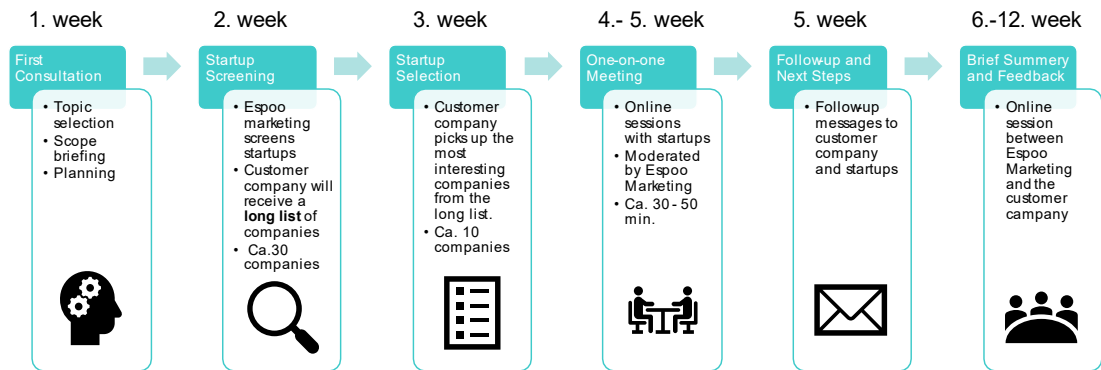 1. week
2. week
3. week
4.- 5. week
5. week
6.-12. week
First
Consultation
• Topic
selection
• Scope
briefing
• Planning
Startup
Screening
• Espoo
marketing
screens
startups
• Customer
company will
receive a
long list of
companies
• Ca.30
companies
Startup
Selection
• Customer
company
picks up the
most
interesting
companies
from the
long list.
• Ca. 10
companies
One-on-one
Meeting
• Online
sessions
with startups
• Moderated
by Espoo
Marketing
• Ca. 30 - 50
min.
Follow-up and
Next Steps
• Follow-up
messages to
customer
company
and startups
Brief Summery
and Feedback
• Online
session
between
Espoo
Marketing
and the
customer
campany